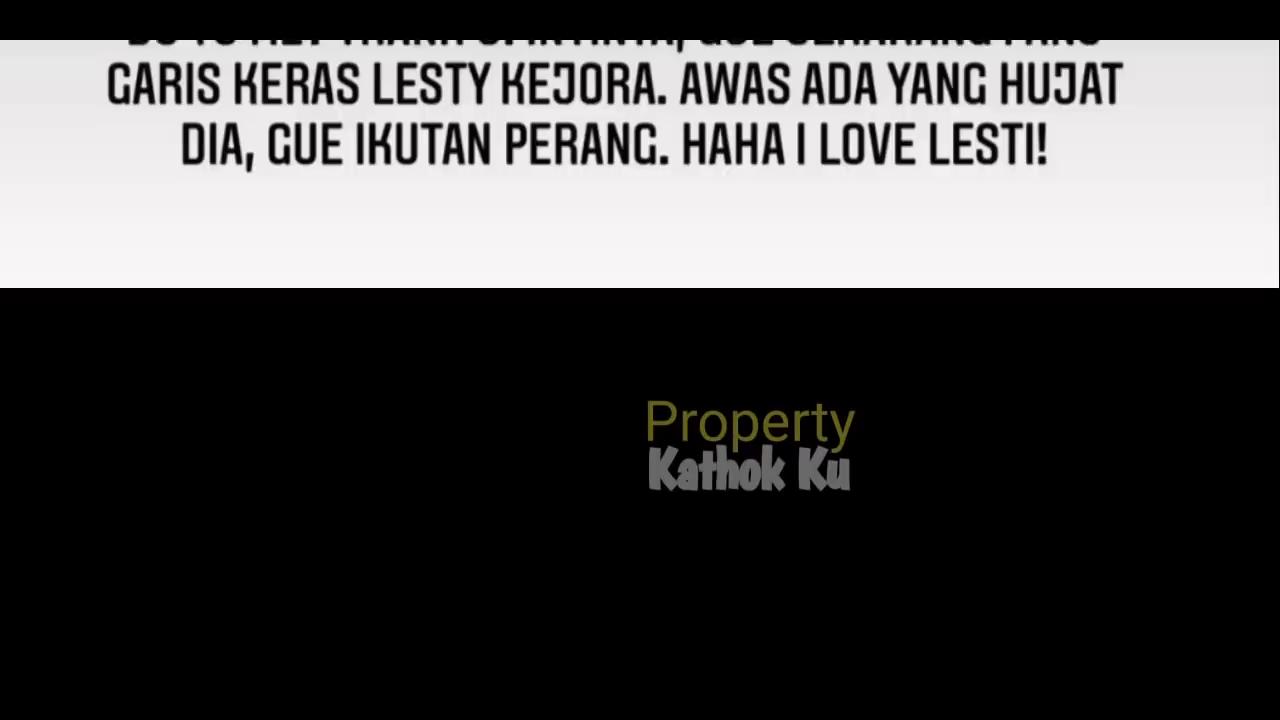 GARIS KERAS LESTY KEJORA. AWAS ADA YANG HUJAT
DIA, GUE IKUTAN PERANG. HAHA I LOVE LESTI!
Property
Kathok Ku